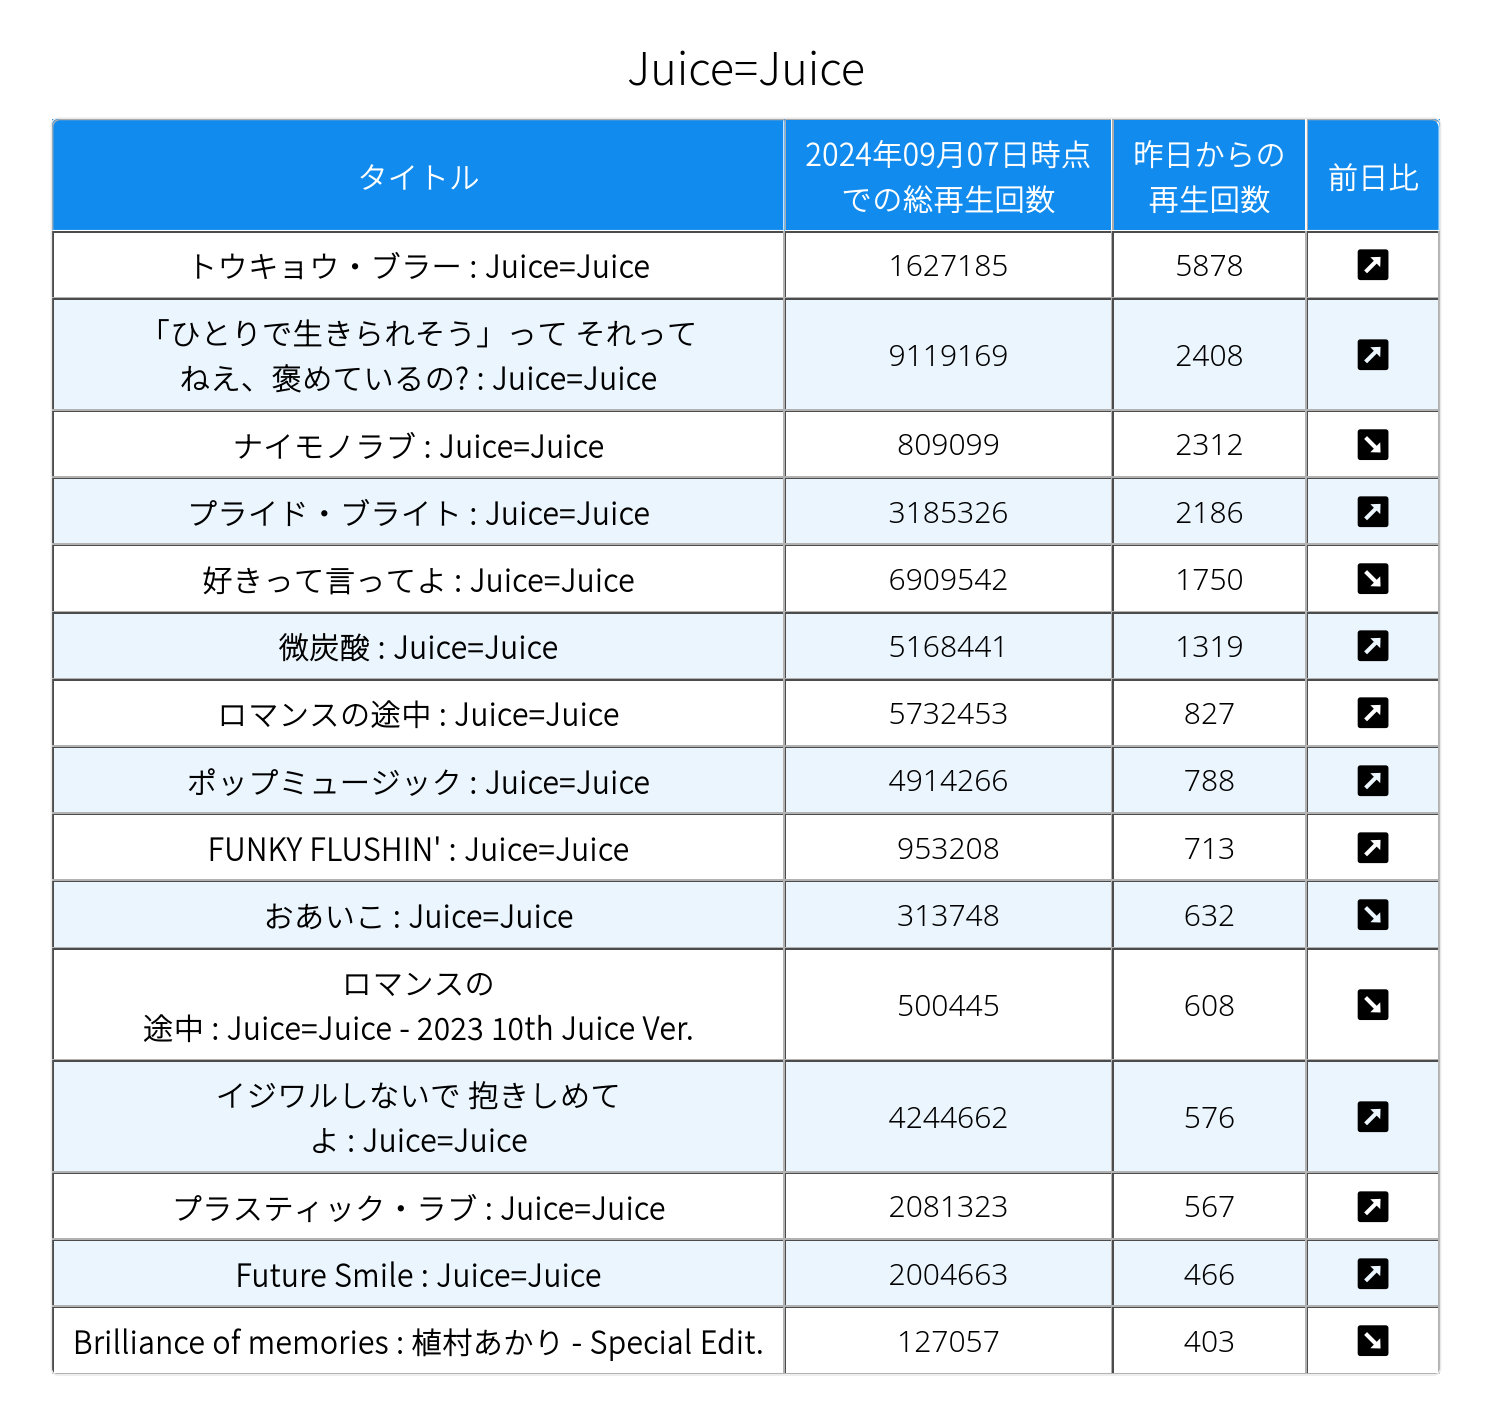 Juice=Juice
タイトル
2024年09月07日時点
での総再生回数
昨日からの
再生回数
前日比
トウキョウ・ブラー : Juice=Juice 1627185 5878
「ひとりで生きられそう」って それって
ねえ、褒めているの? : Juice=Juice
9119169 2408
ナイモノラブ : Juice=Juice 809099 2312
プライド・ブライト : Juice=Juice 3185326 2186
好きって言ってよ : Juice=Juice 6909542 1750
微炭酸 : Juice=Juice 5168441 1319
ロマンスの途中 : Juice=Juice 5732453 827
ポップミュージック : Juice=Juice 4914266 788
FUNKY FLUSHIN' : Juice=Juice 953208 713
おあいこ : Juice=Juice 313748 632
ロマンスの
途中 : Juice=Juice - 2023 10th Juice Ver.
500445 608
イジワルしないで 抱きしめて
よ : Juice=Juice
4244662 576
プラスティック・ラブ : Juice=Juice 2081323 567
Future Smile : Juice=Juice 2004663 466
Brilliance of memories : 植村あかり - Special Edit. 127057 403